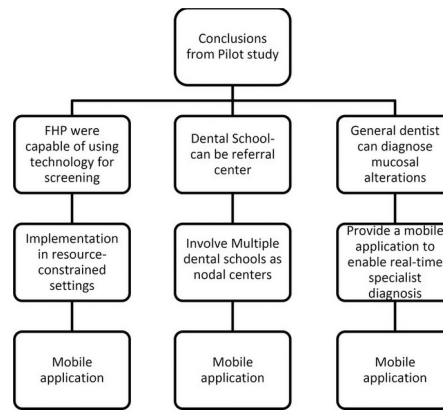 Conclusions
from Pilot study
FHP were
capable of using
technology for
screening
Dental School-
can be referral
center
General dentist
can diagnose
mucosal
alterations
Implementation
in resource-
constrained
settings
Involve Multiple
dental schools as
nodal centers
Provide a mobile
application to
enable real-time
specialist
diagnosis
Mobile
application
Mobile
application
Mobile
application